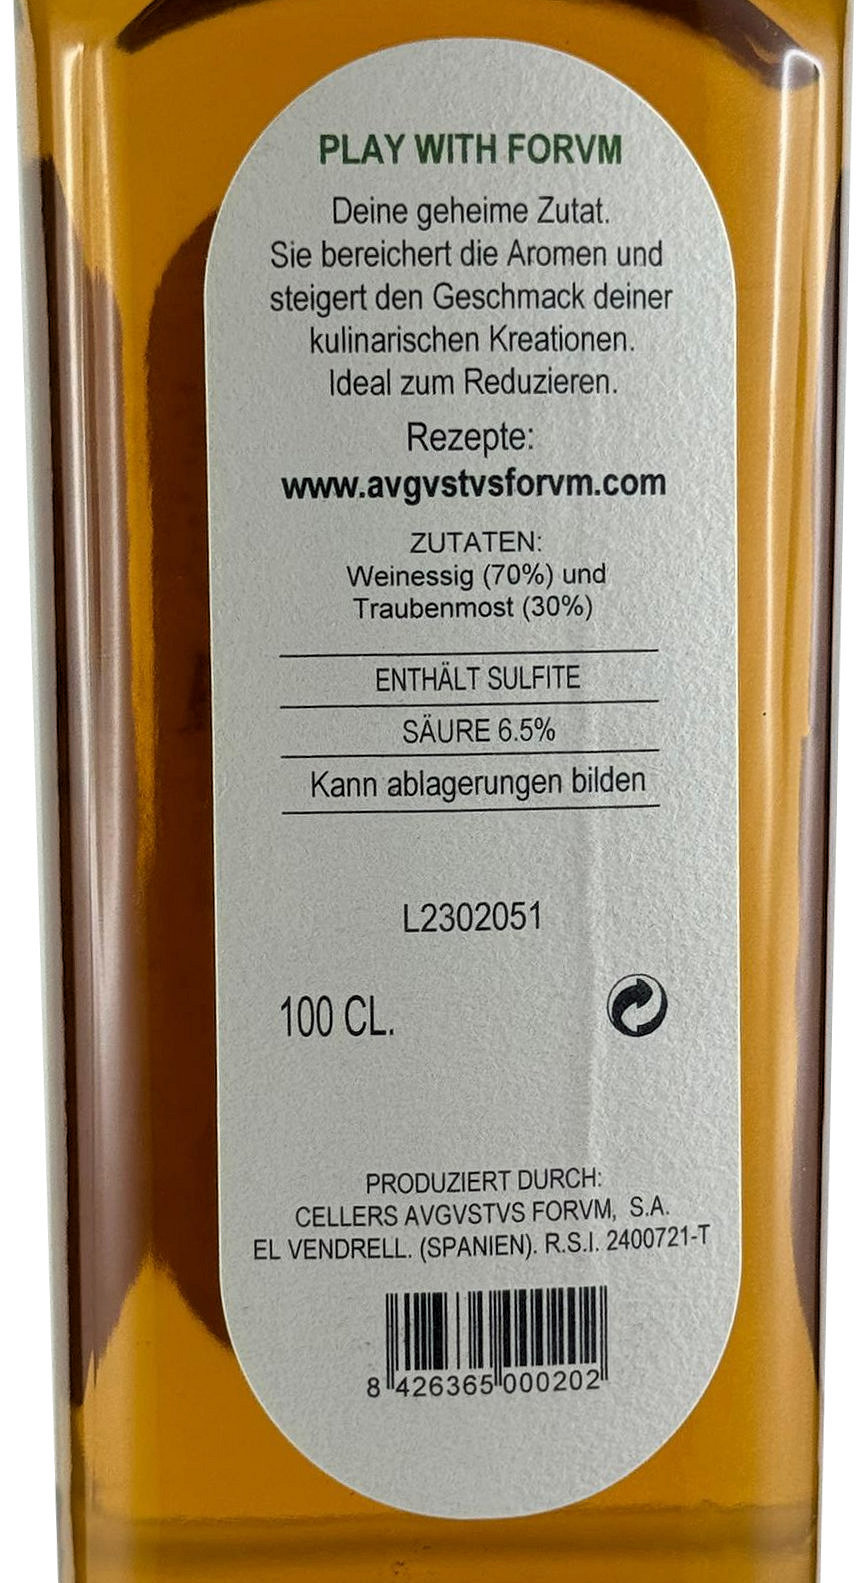 PLAY WITH FORVM
Deine geheime Zutat.
Sie bereichert die Aromen und
steigert den Geschmack deiner
kulinarischen Kreationen.
Ideal zum Reduzieren.
Rezepte:
www.avgvstvsforvm.com
ZUTATEN:
Weinessig (70%) und
Traubenmost (30%)
ENTHÄLT SULFITE
SÄURE 6.5%
Kann ablagerungen bilden
L2302051
100 CL.
PRODUZIERT DURCH:
CELLERS AVGVSTVS FORVM, S.A.
EL VENDRELL. (SPANIEN). R.S.I. 2400721-T
8 426365 000202